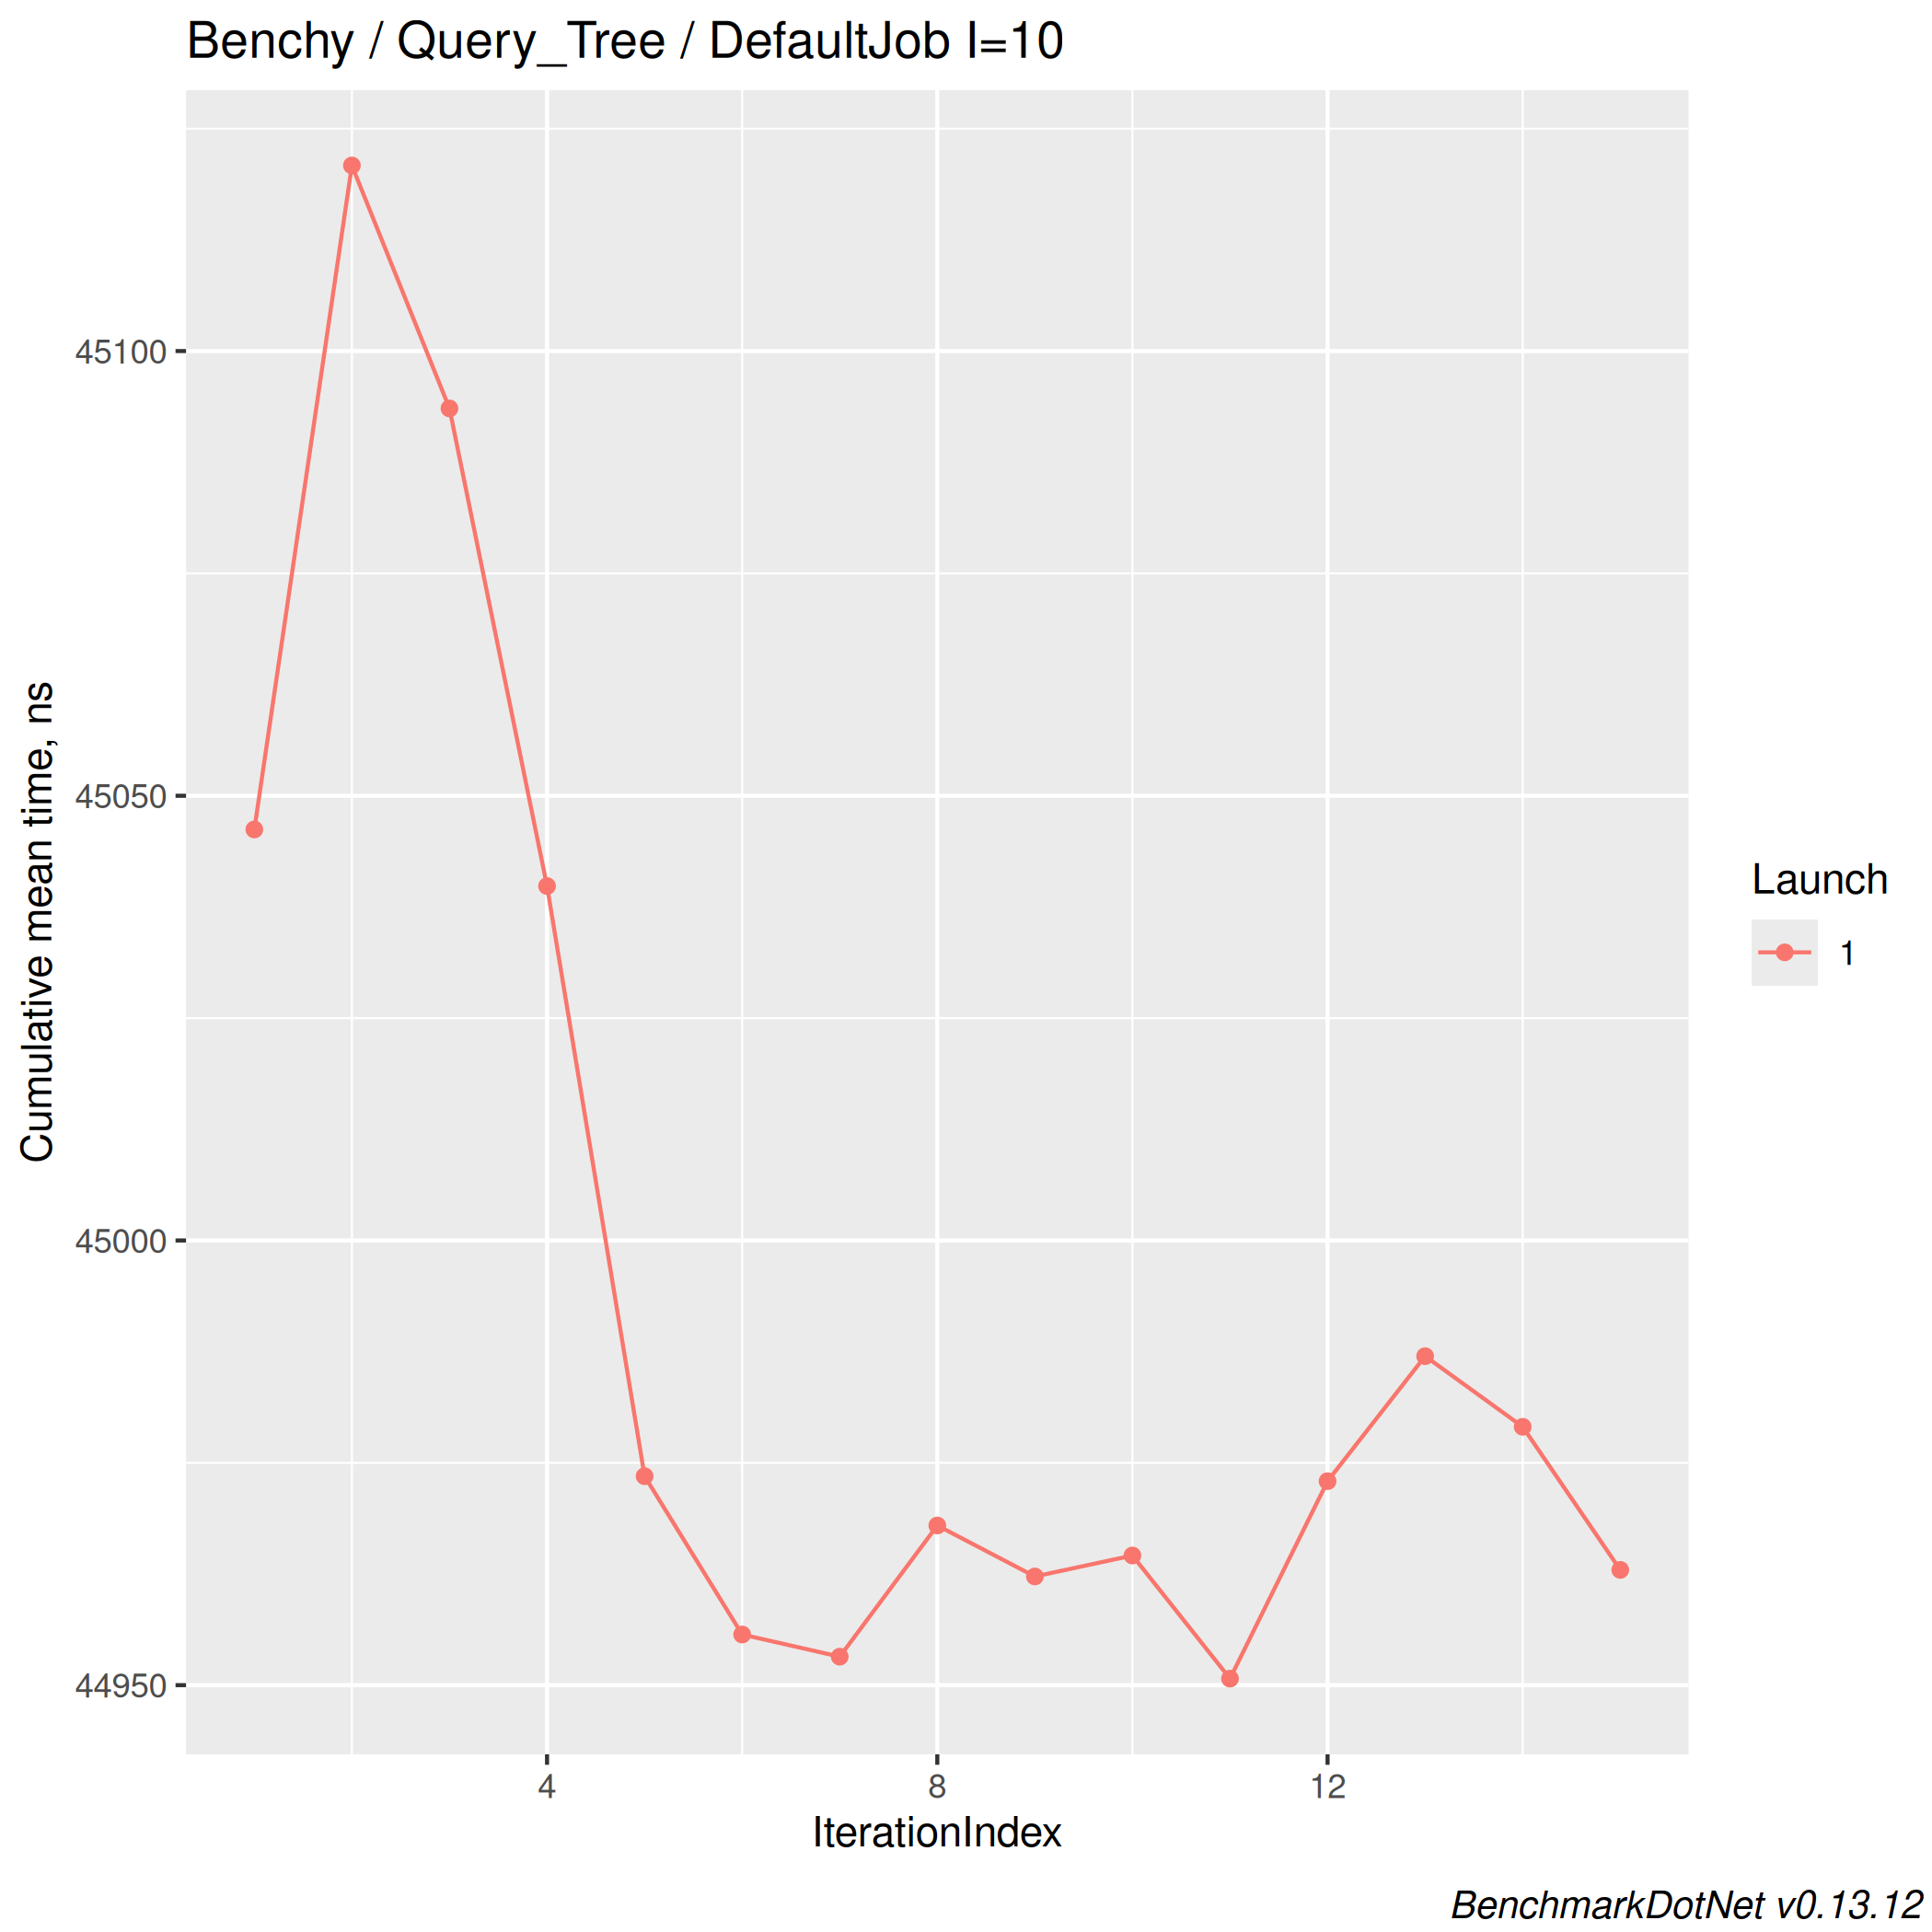 Benchy / Query_Tree / DefaultJob I=10
45100
45050
45000
44950
Cumulative mean time, ns
4 8 12
IterationIndex
Launch
1
BenchmarkDotNet v0.13.12